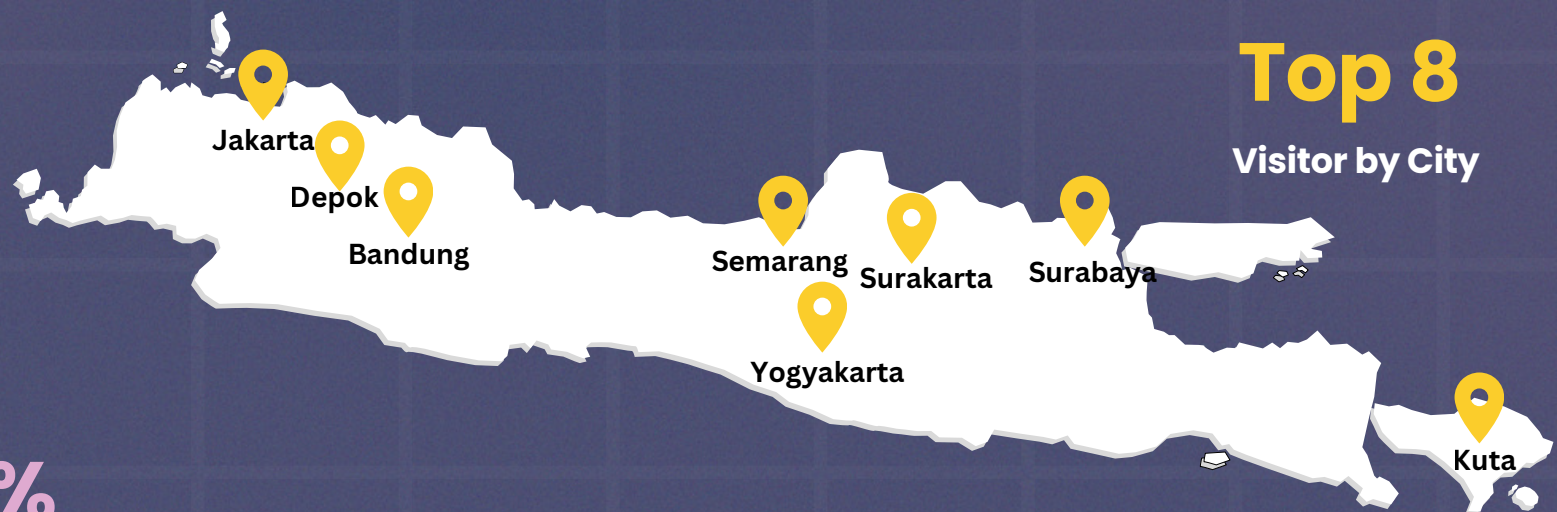 Top 8
Visitor by City
Jakarta
Depok
Bandung
Semarang
Surakarta
Surabaya
Yogyakarta
Kuta
%